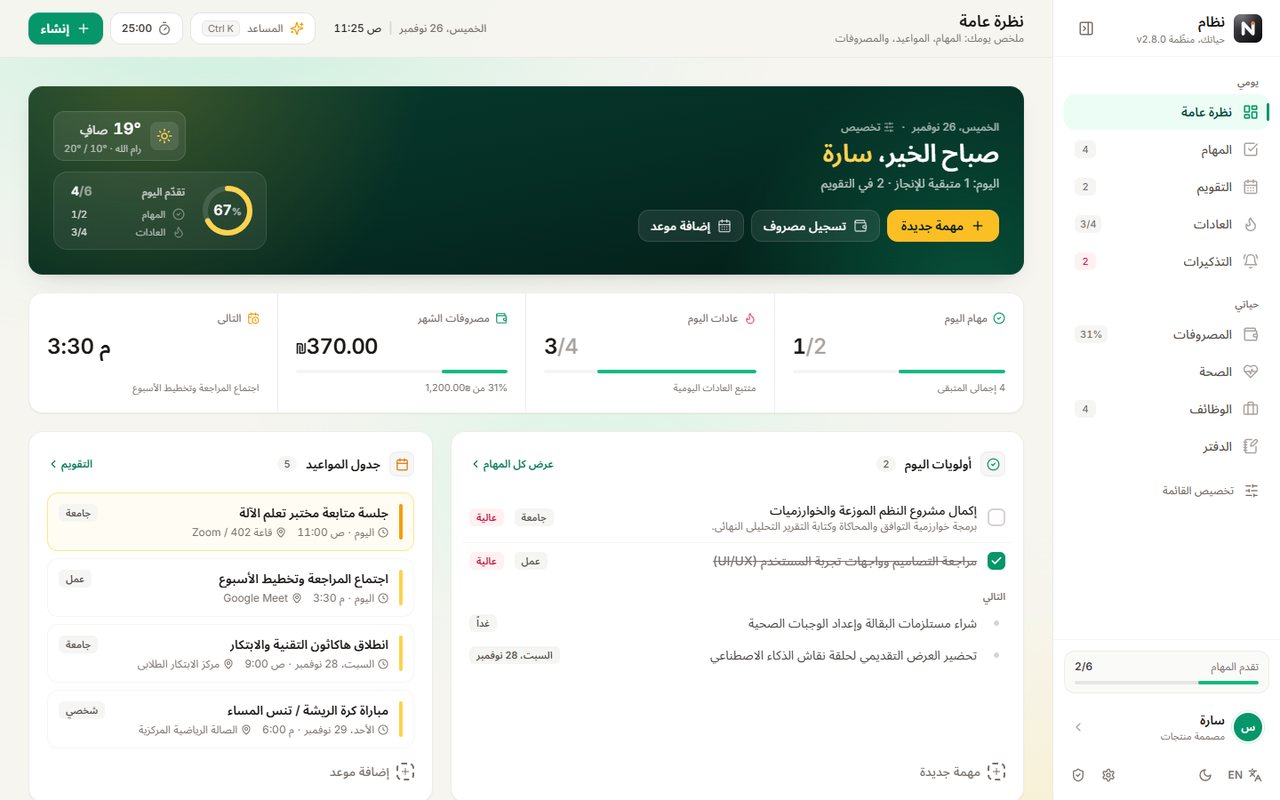 نظام
حياتك، منظّمة v2.8.0
يومي
نظرة عامة
المهام 4
التقويم 2
العادات 3/4
التذكيرات 2
حياتي
المصروفات 31%
الصحة
الوظائف 4
الدفتر
تخصيص القائمة
تقدم المهام 2/6
س
سارة
مصممة منتجات
EN
نظرة عامة
ملخص يومك: المهام، المواعيد، والمصروفات
الخميس، 26 نوفمبر | 11:25 ص
المساعد Ctrl K
25:00
إنشاء
الخميس، 26 نوفمبر · تخصيص
صباح الخير، سارة
اليوم: 1 متبقية للإنجاز · 2 في التقويم
مهمة جديدة
تسجيل مصروف
إضافة موعد
19° صافٍ
رام الله · 10° / 20°
67%
تقدّم اليوم 4/6
المهام 1/2
العادات 3/4
مهام اليوم
1/2
4 إجمالي المتبقي
عادات اليوم
3/4
متتبع العادات اليومية
مصروفات الشهر
₪370.00
31% من ₪1,200.00
التالي
3:30 م
اجتماع المراجعة وتخطيط الأسبوع
أولويات اليوم 2
عرض كل المهام
إكمال مشروع النظم الموزعة والخوارزميات
برمجة خوارزمية التوافق والمحاكاة وكتابة التقرير التحليلي النهائي.
جامعة
عالية
مراجعة التصاميم وواجهات تجربة المستخدم (UI/UX)
عمل
عالية
التالي
شراء مستلزمات البقالة وإعداد الوجبات الصحية
غداً
تحضير العرض التقديمي لحلقة نقاش الذكاء الاصطناعي
السبت، 28 نوفمبر
مهمة جديدة
جدول المواعيد 5
التقويم
جلسة متابعة مختبر تعلم الآلة
جامعة
اليوم · 11:00 ص قاعة 402 / Zoom
اجتماع المراجعة وتخطيط الأسبوع
عمل
اليوم · 3:30 م Google Meet
انطلاق هاكاثون التقنية والابتكار
جامعة
السبت، 28 نوفمبر · 9:00 ص مركز الابتكار الطلابي
مباراة كرة الريشة / تنس المساء
شخصي
الأحد، 29 نوفمبر · 6:00 م الصالة الرياضية المركزية
إضافة موعد